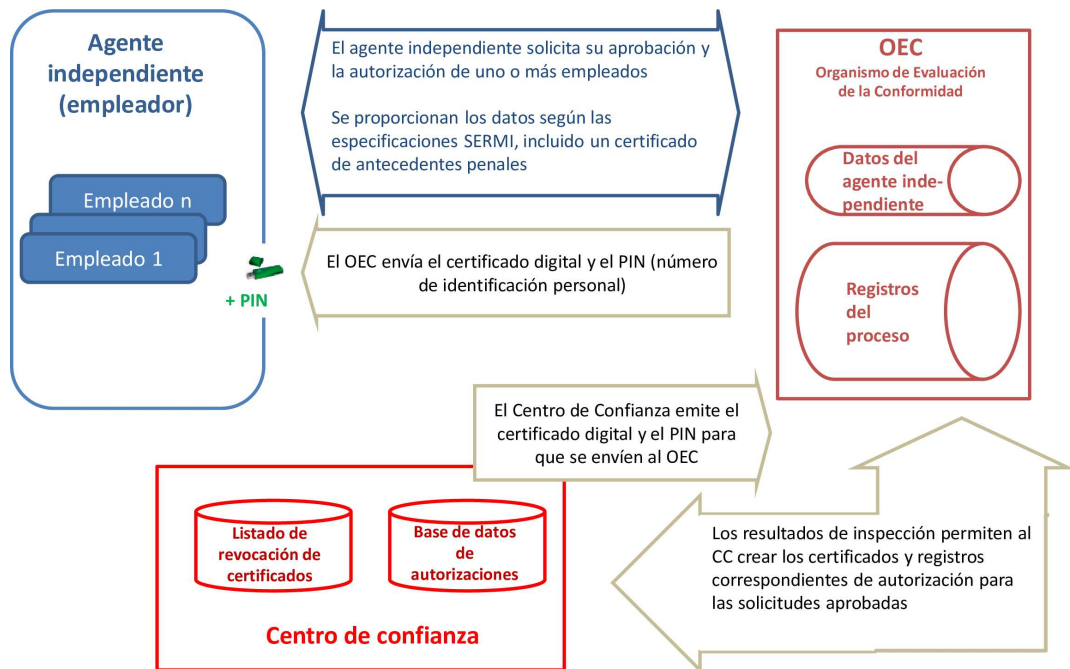 Agente
independiente
(empleador)
Empleado n
Empleado 1
+ PIN
El agente independiente solicita su aprobación y
la autorización de uno o más empleados
Se proporcionan los datos según las
especificaciones SERMI, incluido un certificado
de antecedentes penales
El OEC envía el certificado digital y el PIN (número
de identificación personal)
OEC
Organismo de Evaluación
de la Conformidad
Datos del
agente inde-
pendiente
Registros
del
proceso
El Centro de Confianza emite el
certificado digital y el PIN para
que se envíen al OEC
Listado de
revocación de
certificados
Base de datos
de
autorizaciones
Centro de confianza
Los resultados de inspección permiten al
CC crear los certificados y registros
correspondientes de autorización para
las solicitudes aprobadas